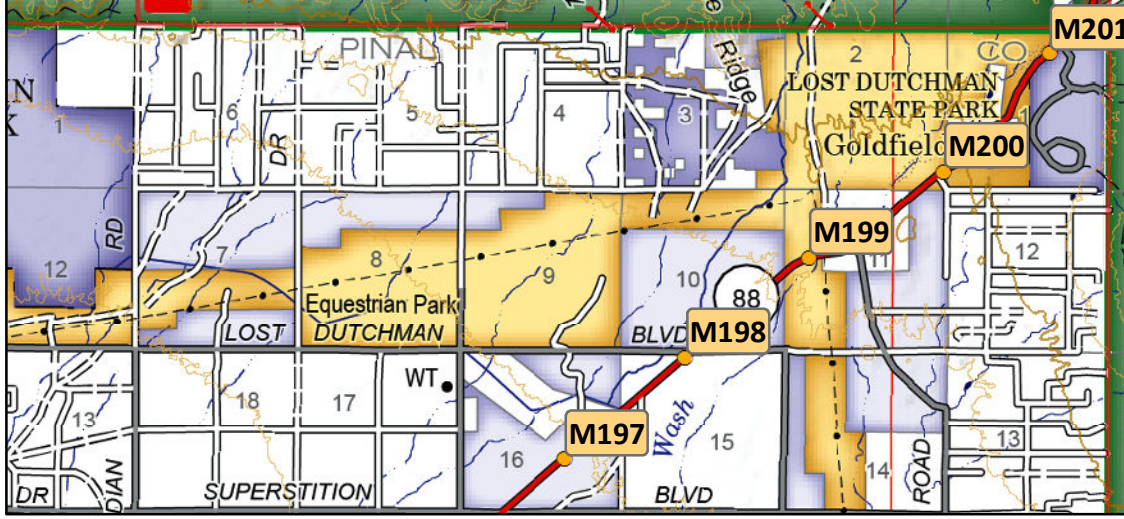 M201
PINAL
CO
2
LOST DUTCHMAN
STATE PARK
Goldfield
M200
Ridge
1
6
5
4
3
DR
RD
12
7
8
9
10
M199
11
12
88
Equestrian Park
LOST DUTCHMAN BLVD
M198
WT
13
18
17
M197
16
Wash
15
14
ROAD
13
DR
DIAN
SUPERSTITION BLVD